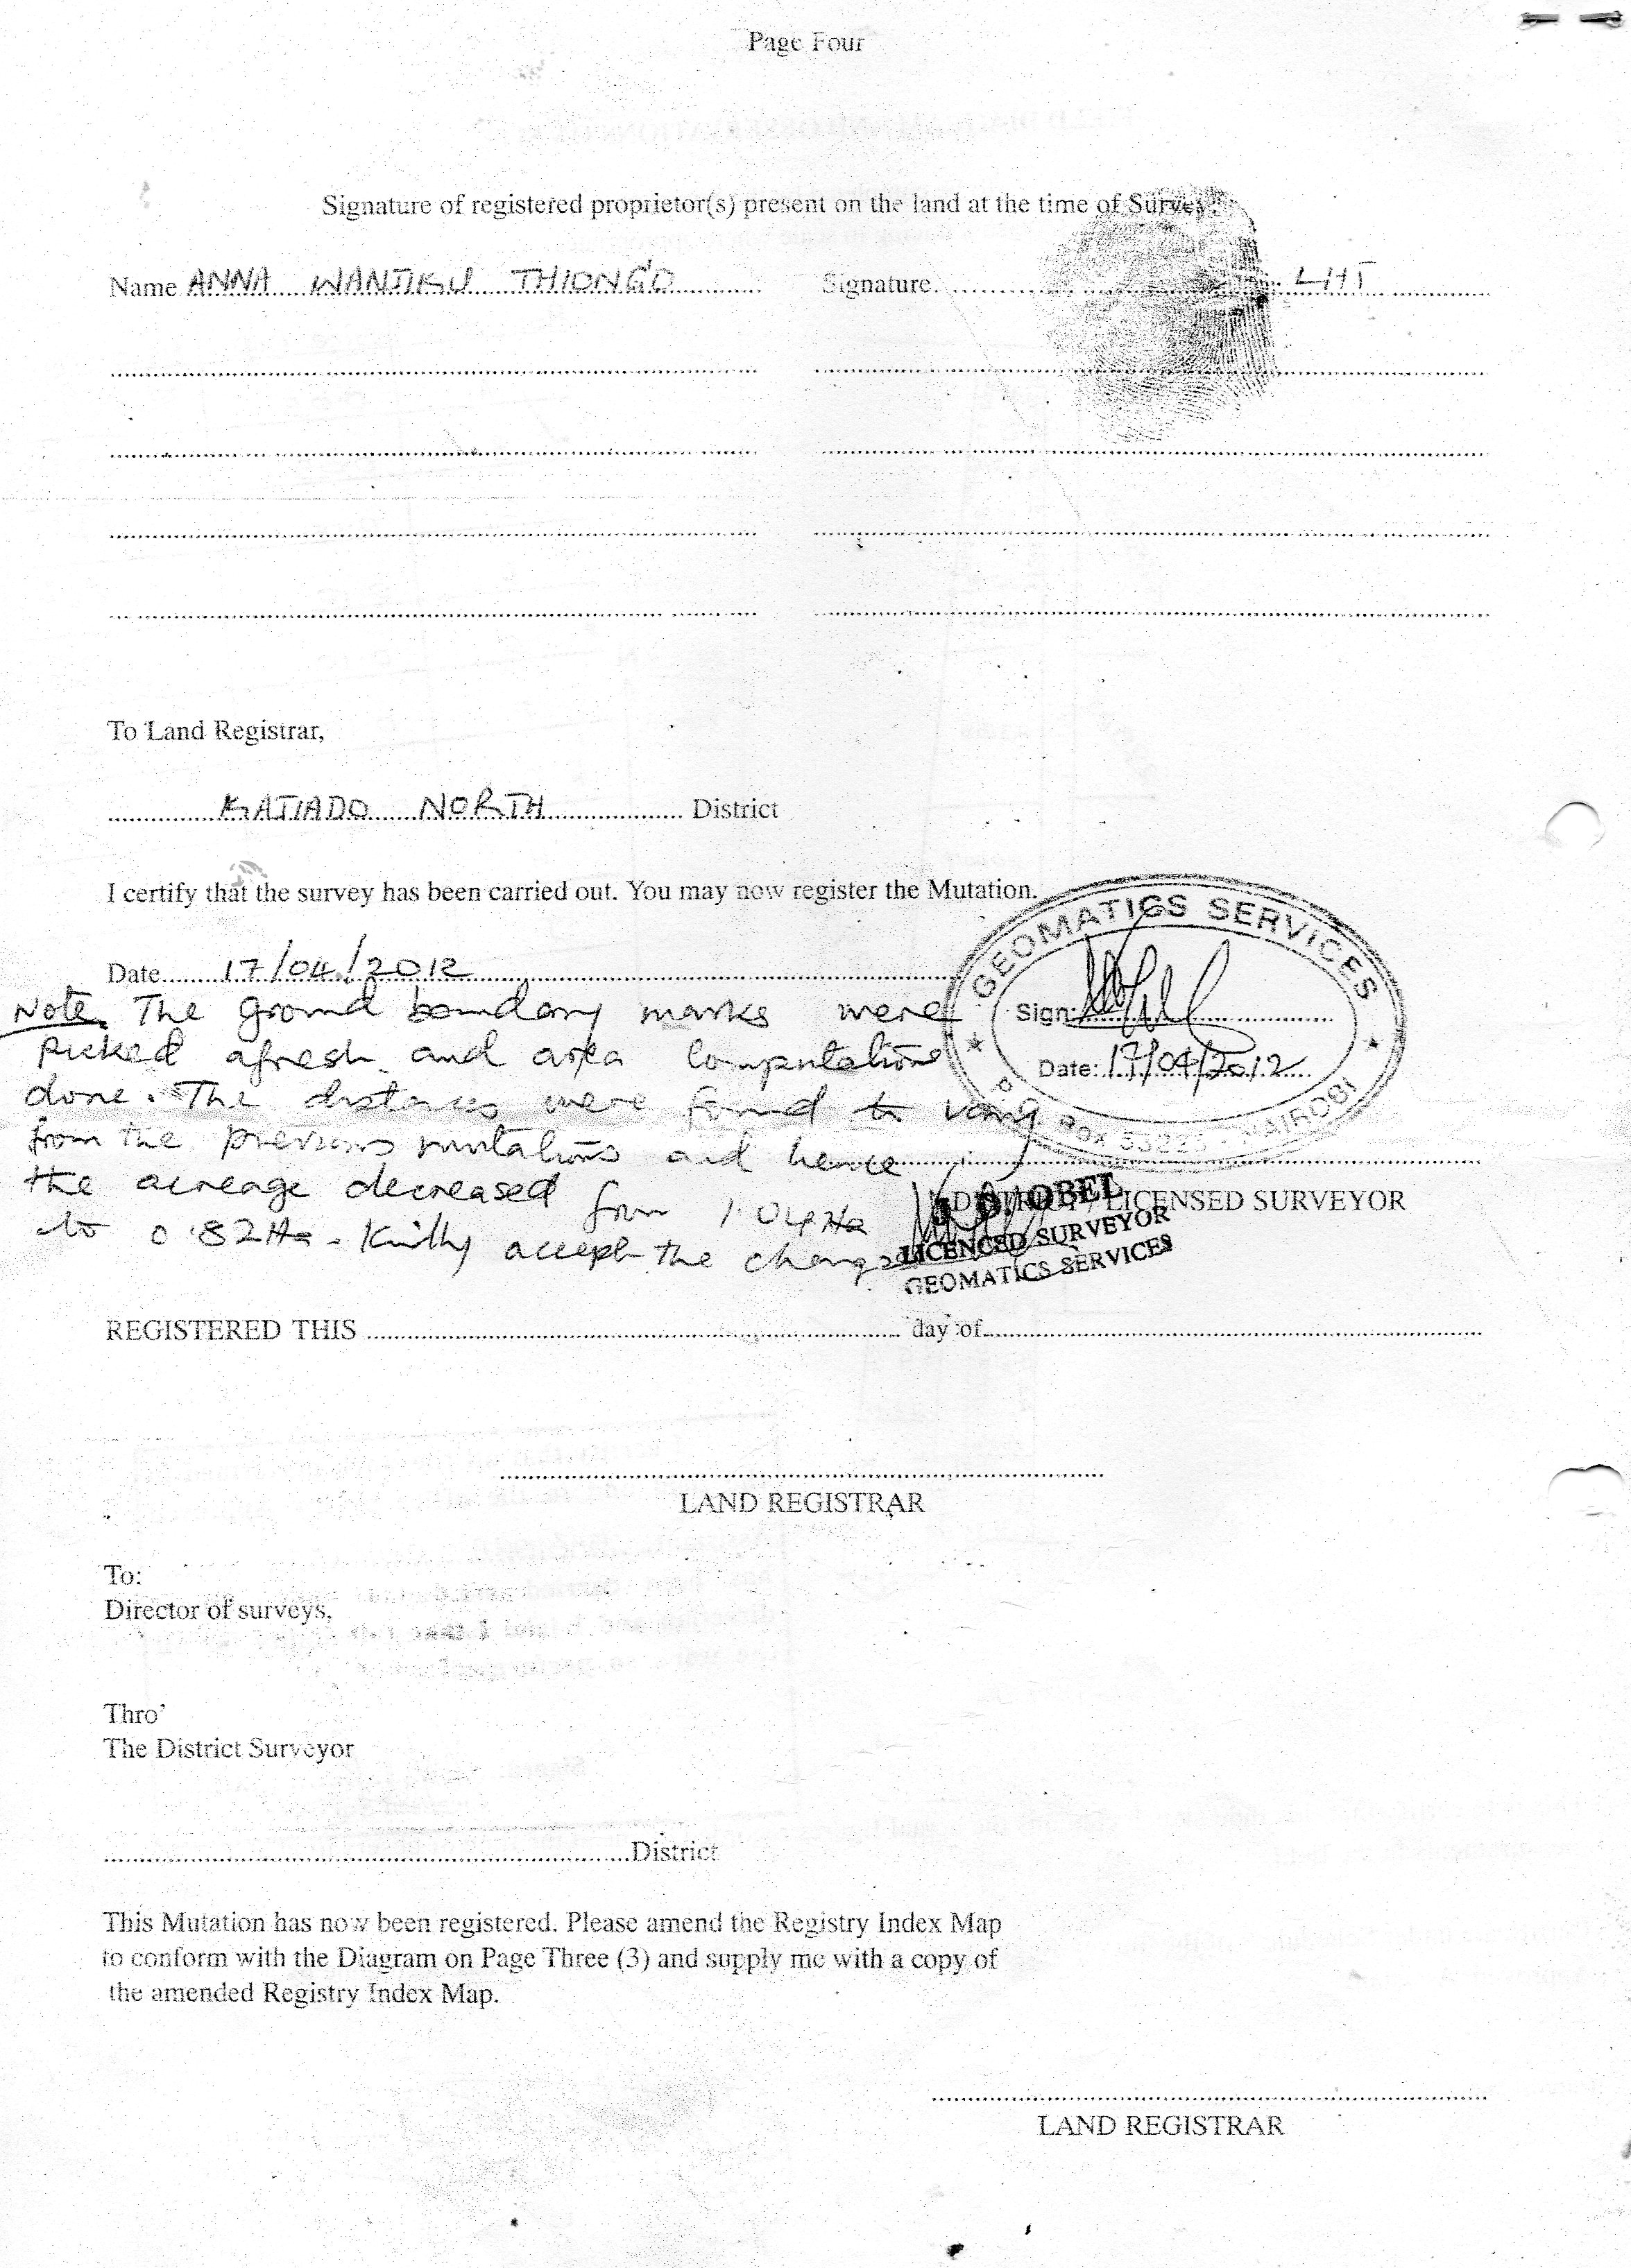 Page Four
Signature of registered proprietor(s) present on the land at the time of Survey:
Name ANNA WANJIKU THIONG'O Signature LHT
To Land Registrar,
KAJIADO NORTH District
I certify that the survey has been carried out. You may now register the Mutation.
Date 17/04/2012
GEOMATICS SERVICES
Sign:
Date: 17/04/2012
P. O. Box 53223 - NAIROBI
Note. The ground boundary marks were
picked afresh and area computations
done. The distances were found to vary
from the previous mutations and hence
the acreage decreased from 1.04Ha
to 0.82Ha. Kindly accept the changes
DISTRICT / LICENSED SURVEYOR
J. D. OBEL
LICENCED SURVEYOR
GEOMATICS SERVICES
REGISTERED THIS day of
LAND REGISTRAR
To:
Director of surveys,
Thro'
The District Surveyor
District
This Mutation has now been registered. Please amend the Registry Index Map
to conform with the Diagram on Page Three (3) and supply me with a copy of
the amended Registry Index Map.
LAND REGISTRAR